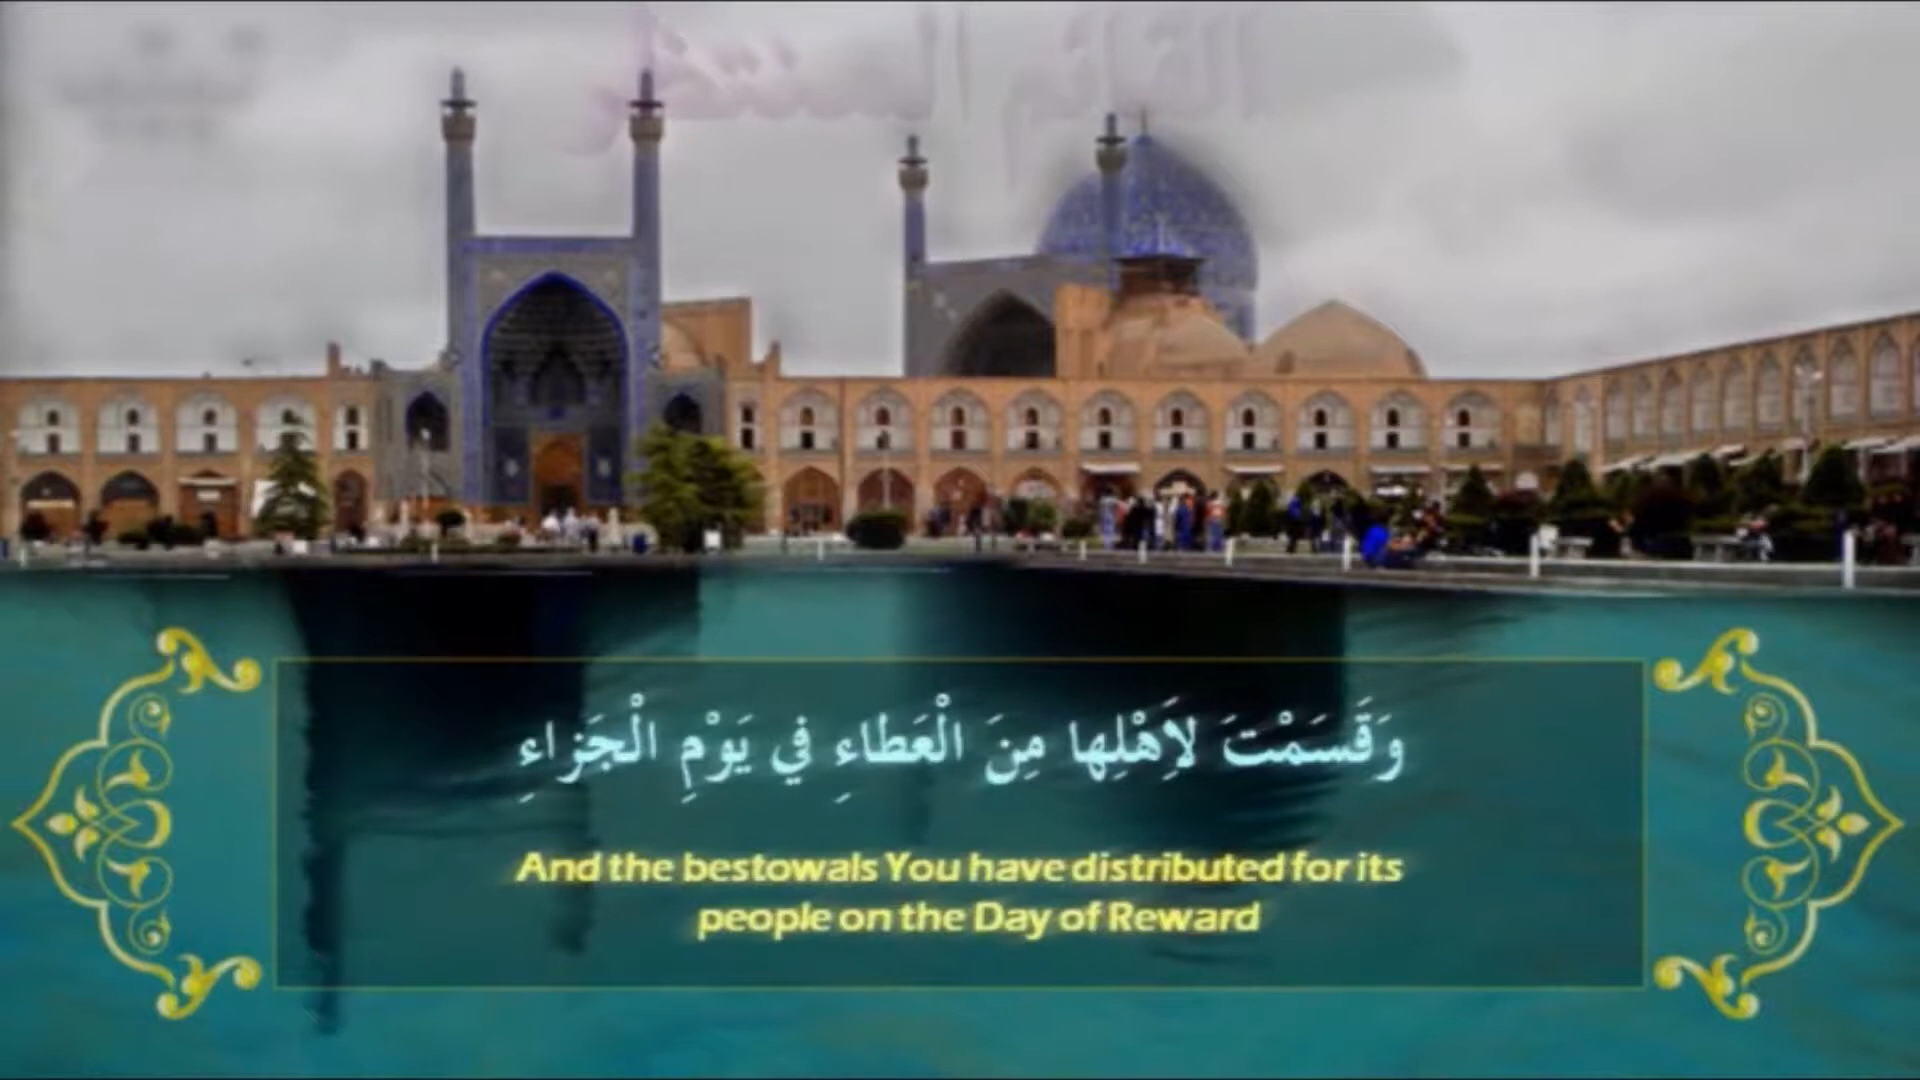 وَقَسَمْتَ لاَِهْلِها مِنَ الْعَطاءِ في يَوْمِ الْجَزاءِ
And the bestowals You have distributed for its
people on the Day of Reward